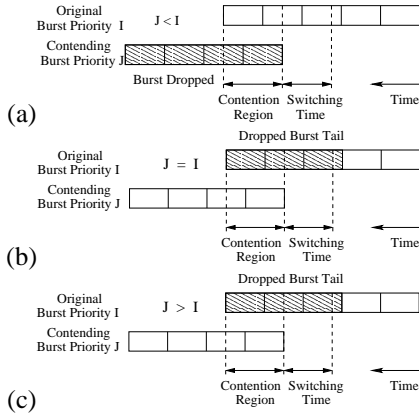 Original
Burst Priority I
J < I
Contending
Burst Priority J
Burst Dropped
Contention
Region
Switching
Time
Time
(a)
Dropped Burst Tail
Original
Burst Priority I
J = I
Contending
Burst Priority J
Contention
Region
Switching
Time
Time
(b)
Dropped Burst Tail
Original
Burst Priority I
J > I
Contending
Burst Priority J
Contention
Region
Switching
Time
Time
(c)